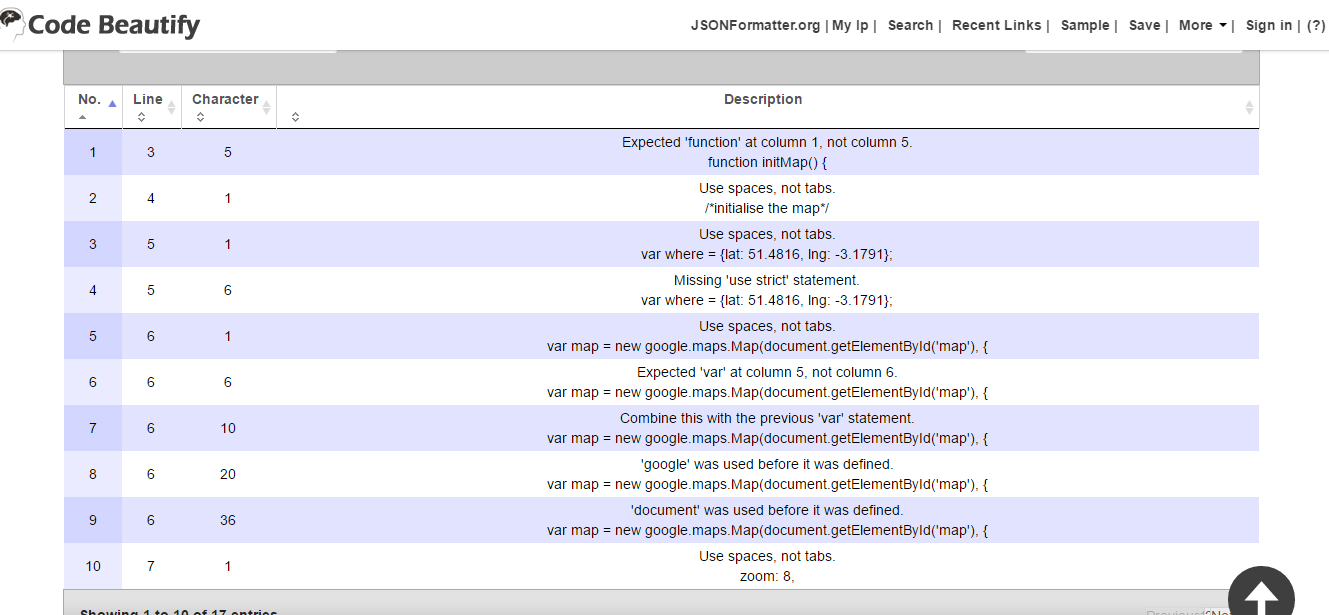 Code Beautify
JSONFormatter.org | My Ip | Search | Recent Links | Sample | Save | More | Sign in | (?)
No. Line Character Description
1 3 5 Expected 'function' at column 1, not column 5.
function initMap() {
2 4 1 Use spaces, not tabs.
/*initialise the map*/
3 5 1 Use spaces, not tabs.
var where = {lat: 51.4816, lng: -3.1791};
4 5 6 Missing 'use strict' statement.
var where = {lat: 51.4816, lng: -3.1791};
5 6 1 Use spaces, not tabs.
var map = new google.maps.Map(document.getElementById('map'), {
6 6 6 Expected 'var' at column 5, not column 6.
var map = new google.maps.Map(document.getElementById('map'), {
7 6 10 Combine this with the previous 'var' statement.
var map = new google.maps.Map(document.getElementById('map'), {
8 6 20 'google' was used before it was defined.
var map = new google.maps.Map(document.getElementById('map'), {
9 6 36 'document' was used before it was defined.
var map = new google.maps.Map(document.getElementById('map'), {
10 7 1 Use spaces, not tabs.
zoom: 8,
Showing 1 to 10 of 17 entries